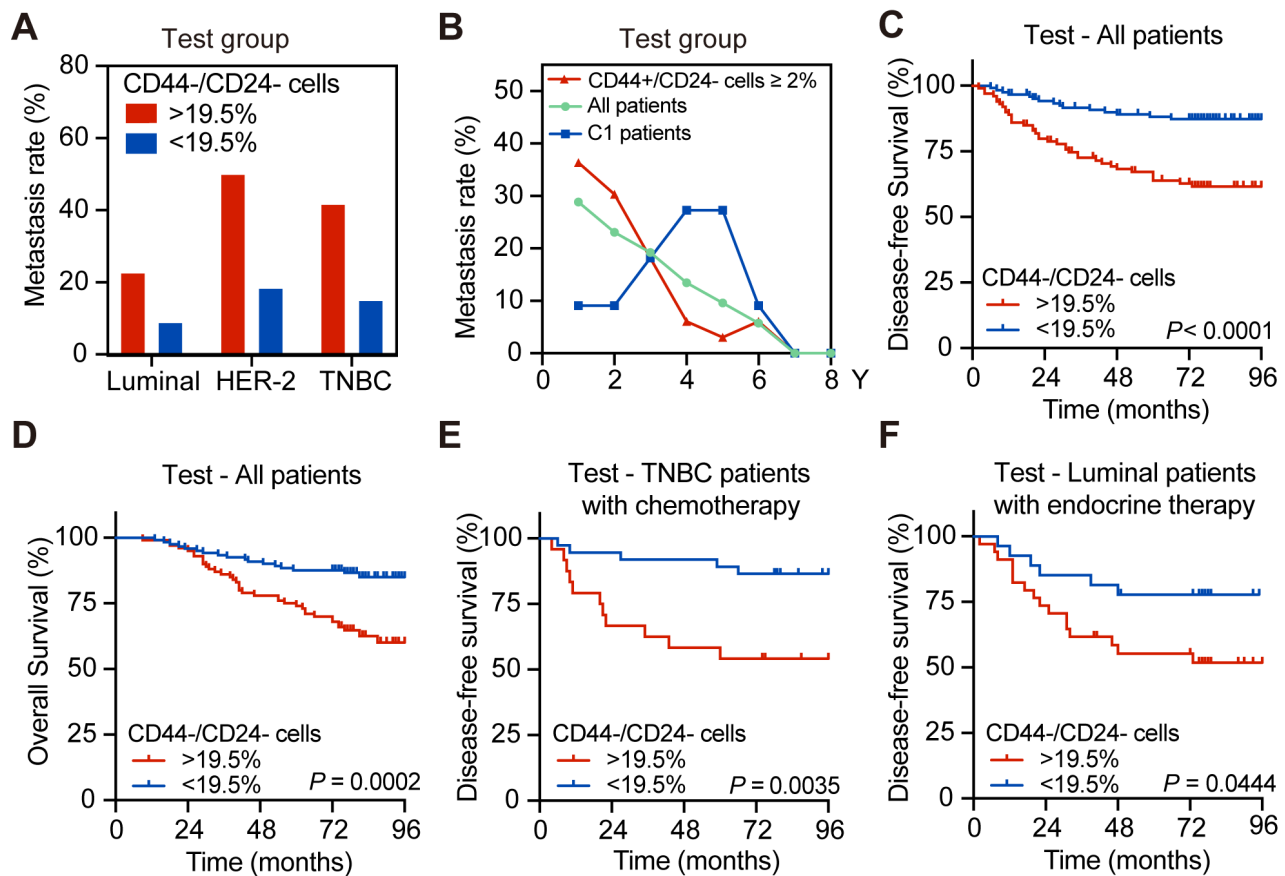 A
Test group
Metastasis rate (%)
80
60
40
20
0
CD44-/CD24- cells
>19.5%
<19.5%
Luminal HER-2 TNBC
B
Test group
Metastasis rate (%)
50
40
30
20
10
0
CD44+/CD24- cells ≥ 2%
All patients
C1 patients
0 2 4 6 8 Y
C
Test - All patients
Disease-free Survival (%)
100
75
50
25
0
CD44-/CD24- cells
>19.5%
<19.5%
P< 0.0001
0 24 48 72 96
Time (months)
D
Test - All patients
Overall Survival (%)
100
75
50
25
0
CD44-/CD24- cells
>19.5%
<19.5%
P = 0.0002
0 24 48 72 96
Time (months)
E
Test - TNBC patients
with chemotherapy
Disease-free survival (%)
100
75
50
25
0
CD44-/CD24- cells
>19.5%
<19.5%
P = 0.0035
0 24 48 72 96
Time (months)
F
Test - Luminal patients
with endocrine therapy
Disease-free survival (%)
100
75
50
25
0
CD44-/CD24- cells
>19.5%
<19.5%
P = 0.0444
0 24 48 72 96
Time (months)